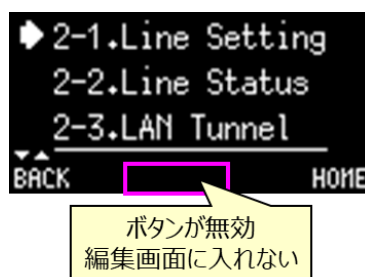 2-1.Line Setting
2-2.Line Status
2-3.LAN Tunnel
BACK HOME
ボタンが無効
編集画面に入れない